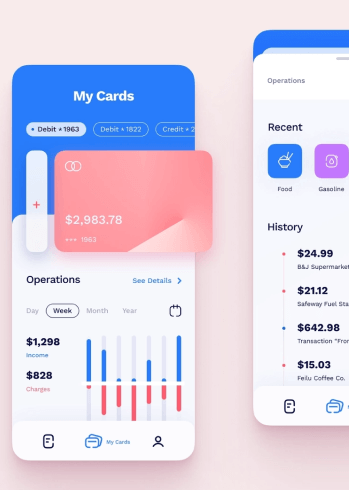 My Cards
• Debit • 1963
Debit • 1822
Credit • 2
+
$2,983.78
••• 1963
Operations
See Details >
Day
Week
Month
Year
$1,298
Income
$828
Charges
My Cards
Operations
Recent
Food
Gasoline
History
$24.99
B&J Supermarket
$21.12
Safeway Fuel Sta
$642.98
Transaction "Fror
$15.03
Feilu Coffee Co.